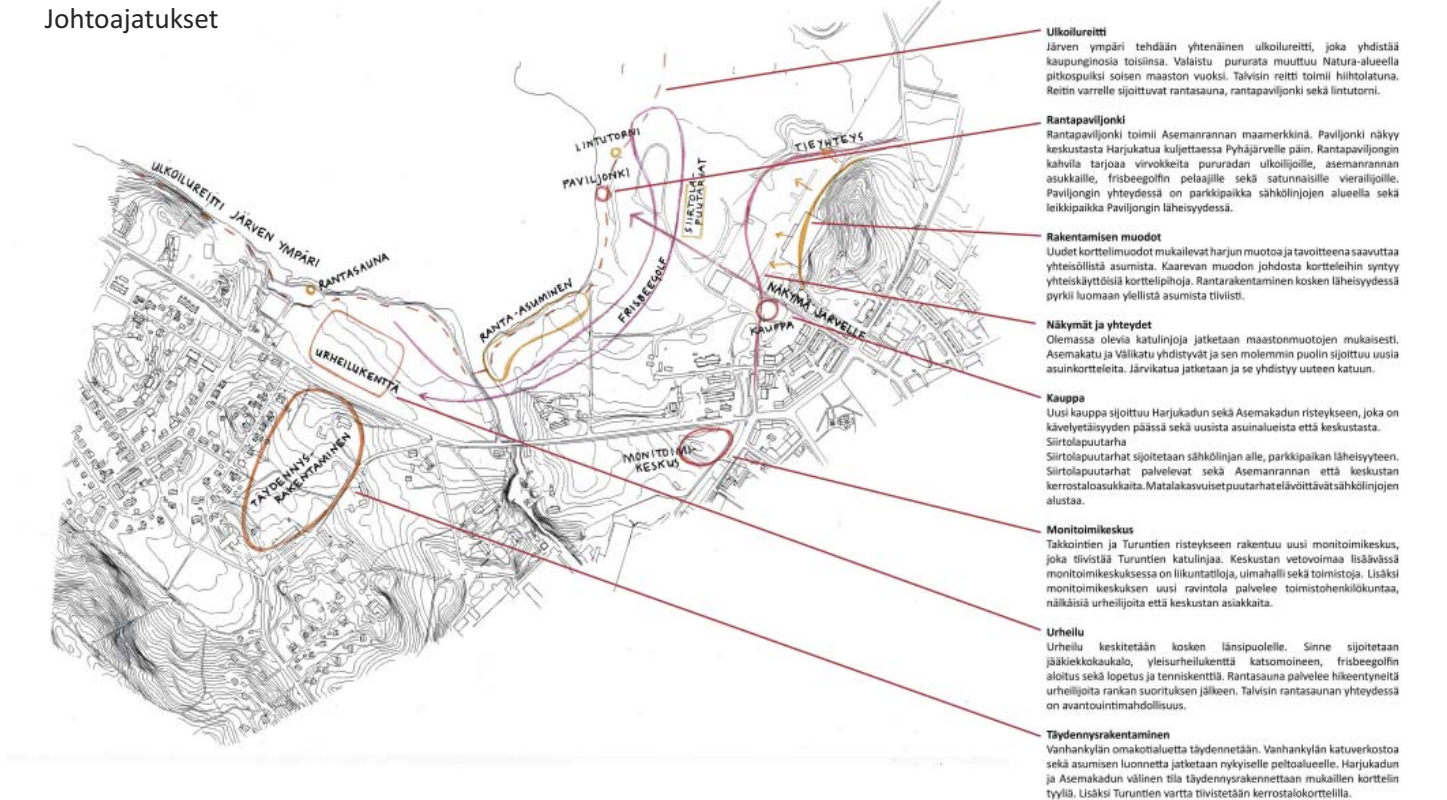 Johtoajatukset
ULKOILUREITTI JÄRVEN YMPÄRI
RANTASAUNA
URHEILUKENTTÄ
TÄYDENNYS-
RAKENTAMINEN
RANTA-ASUMINEN
FRISBEEGOLF
LINTUTORNI
PAVILJONKI
SIIRTOLA
PUUTARHAT
TIEYHTEYS
NÄKYMÄ JÄRVELLE
KAUPPA
MONITOIMI-
KESKUS
Ulkoilureitti
Järven ympäri tehdään yhtenäinen ulkoilureitti, joka yhdistää
kaupunginosia toisiinsa. Valaistu pururata muuttuu Natura-alueella
pitkospuiksi soisen maaston vuoksi. Talvisin reitti toimii hiihtolatuna.
Reitin varrelle sijoittuvat rantasauna, rantapaviljonki sekä lintutorni.
Rantapaviljonki
Rantapaviljonki toimii Asemanrannan maamerkkinä. Paviljonki näkyy
keskustasta Harjukatua kuljettaessa Pyhäjärvelle päin. Rantapaviljongin
kahvila tarjoaa virvokkeita pururadan ulkoilijoille, asemanrannan
asukkaille, frisbeegolfin pelaajille sekä satunnaisille vierailijoille.
Paviljongin yhteydessä on parkkipaikka sähkölinjojen alueella sekä
leikkipaikka Paviljongin läheisyydessä.
Rakentamisen muodot
Uudet korttelimuodot mukailevat harjun muotoa ja tavoitteena saavuttaa
yhteisöllistä asumista. Kaarevan muodon johdosta kortteleihin syntyy
yhteiskäyttöisiä korttelipihoja. Rantarakentaminen kosken läheisyydessä
pyrkii luomaan ylellistä asumista tiiviisti.
Näkymät ja yhteydet
Olemassa olevia katulinjoja jatketaan maastonmuotojen mukaisesti.
Asemakatu ja Välikatu yhdistyvät ja sen molemmin puolin sijoittuu uusia
asuinkortteleita. Järvikatua jatketaan ja se yhdistyy uuteen katuun.
Kauppa
Uusi kauppa sijoittuu Harjukadun sekä Asemakadun risteykseen, joka on
kävelyetäisyyden päässä sekä uusista asuinalueista että keskustasta.
Siirtolapuutarha
Siirtolapuutarhat sijoitetaan sähkölinjan alle, parkkipaikan läheisyyteen.
Siirtolapuutarhat palvelevat sekä Asemanrannan että keskustan
kerrostaloasukkaita. Matalakasvuiset puutarhat elävöittävät sähkölinjojen
alustaa.
Monitoimikeskus
Takkointien ja Turuntien risteykseen rakentuu uusi monitoimikeskus,
joka tiivistää Turuntien katulinjaa. Keskustan vetovoimaa lisäävässä
monitoimikeskuksessa on liikuntatiloja, uimahalli sekä toimistoja. Lisäksi
monitoimikeskuksen uusi ravintola palvelee toimistohenkilökuntaa,
nälkäisiä urheilijoita että keskustan asiakkaita.
Urheilu
Urheilu keskitetään kosken länsipuolelle. Sinne sijoitetaan
jääkiekkokaukalo, yleisurheilukenttä katsomoineen, frisbeegolfin
aloitus sekä lopetus ja tenniskenttiä. Rantasauna palvelee hikeentyneitä
urheilijoita rankan suorituksen jälkeen. Talvisin rantasaunan yhteydessä
on avantouintimahdollisuus.
Täydennysrakentaminen
Vanhankylän omakotialuetta täydennetään. Vanhankylän katuverkostoa
sekä asumisen luonnetta jatketaan nykyiselle peltoalueelle. Harjukadun
ja Asemakadun välinen tila täydennysrakennettaan mukaillen korttelin
tyyliä. Lisäksi Turuntien vartta tiivistetään kerrostalokorttelilla.